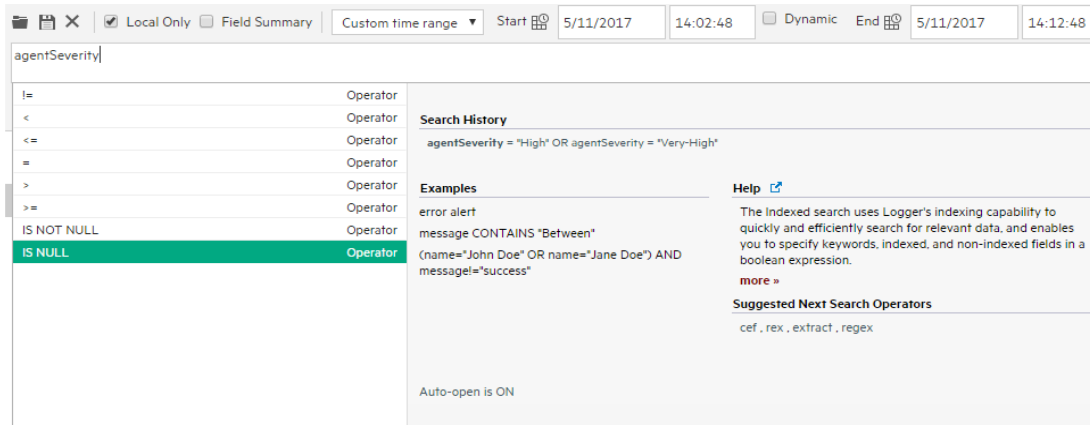 Local Only Field Summary Custom time range ▼ Start 5/11/2017 14:02:48 Dynamic End 5/11/2017 14:12:48
agentSeverity
!= Operator
< Operator
<= Operator
= Operator
> Operator
>= Operator
IS NOT NULL Operator
IS NULL Operator
Search History
agentSeverity = "High" OR agentSeverity = "Very-High"
Examples
error alert
message CONTAINS "Between"
(name="John Doe" OR name="Jane Doe") AND
message!="success"
Help
The Indexed search uses Logger's indexing capability to
quickly and efficiently search for relevant data, and enables
you to specify keywords, indexed, and non-indexed fields in a
boolean expression.
more »
Suggested Next Search Operators
cef , rex , extract , regex
Auto-open is ON